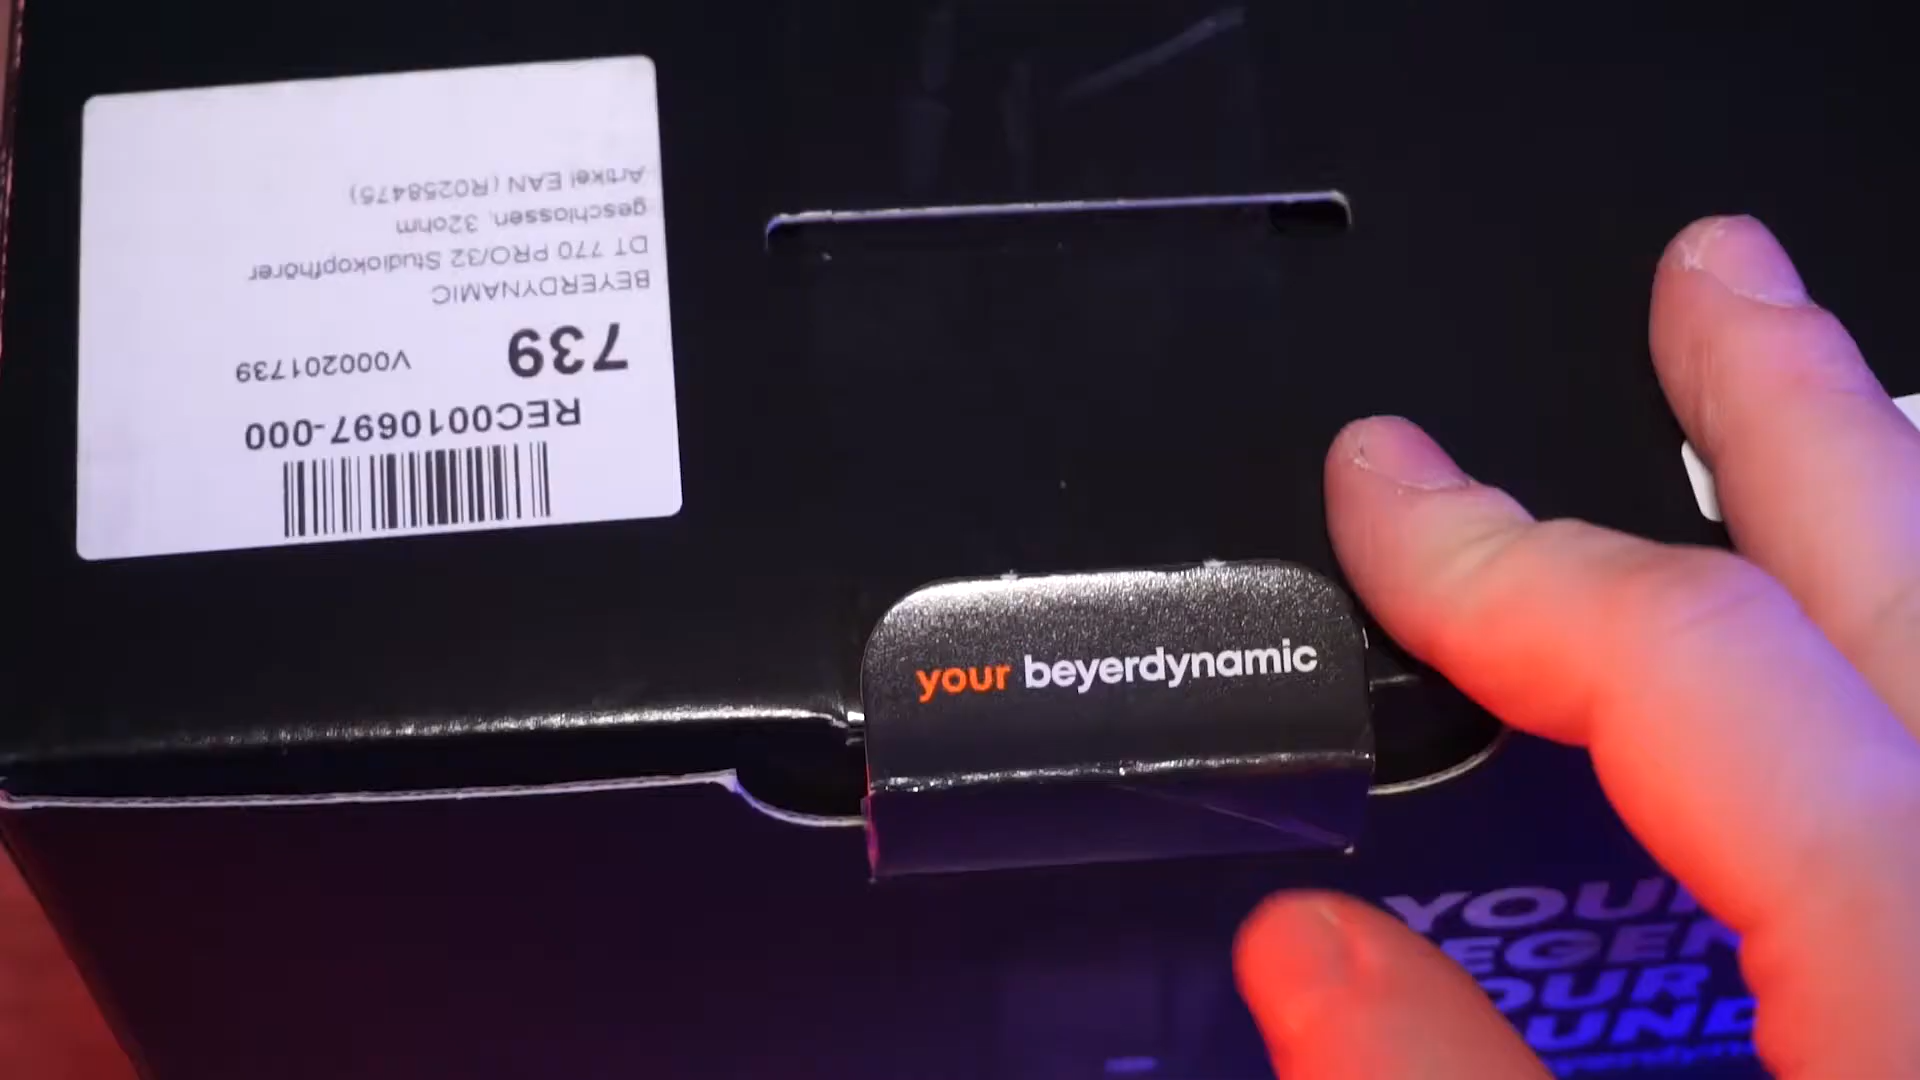 REC0010697-000
739 V000201739
BEYERDYNAMIC
DT 770 PRO/32 Studiokopfhörer
geschlossen, 32ohm
Artikel EAN (R0258475)
your beyerdynamic